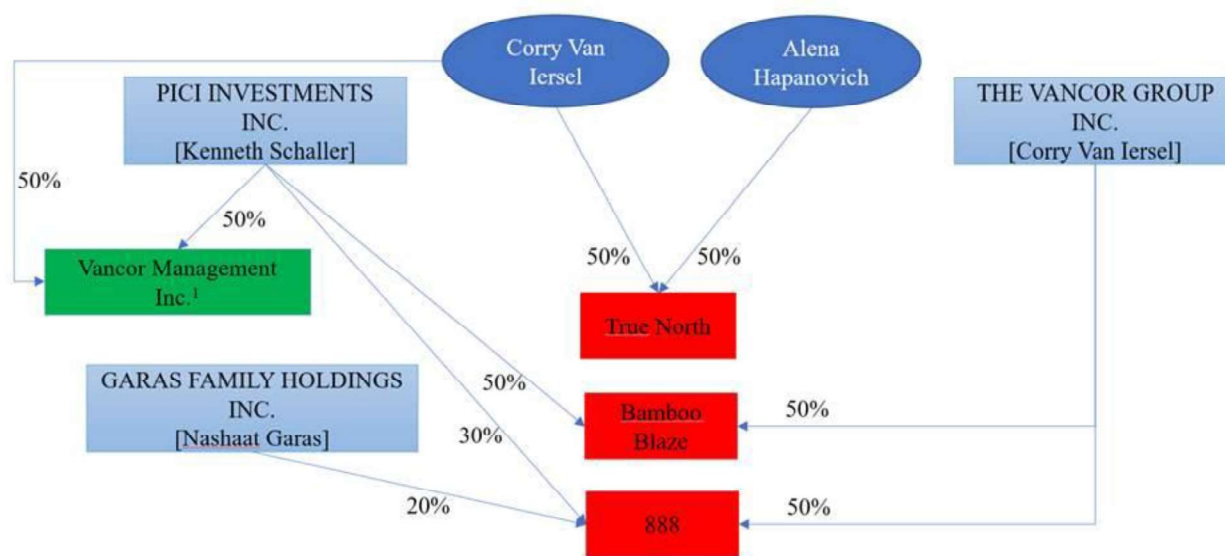 Corry Van
Iersel
Alena
Hapanovich
PICI INVESTMENTS
INC.
[Kenneth Schaller]
THE VANCOR GROUP
INC.
[Corry Van Iersel]
50%
50%
Vancor Management
Inc.¹
50%
50%
True North
GARAS FAMILY HOLDINGS
INC.
[Nashaat Garas]
50%
30%
Bamboo
Blaze
50%
20%
888
50%